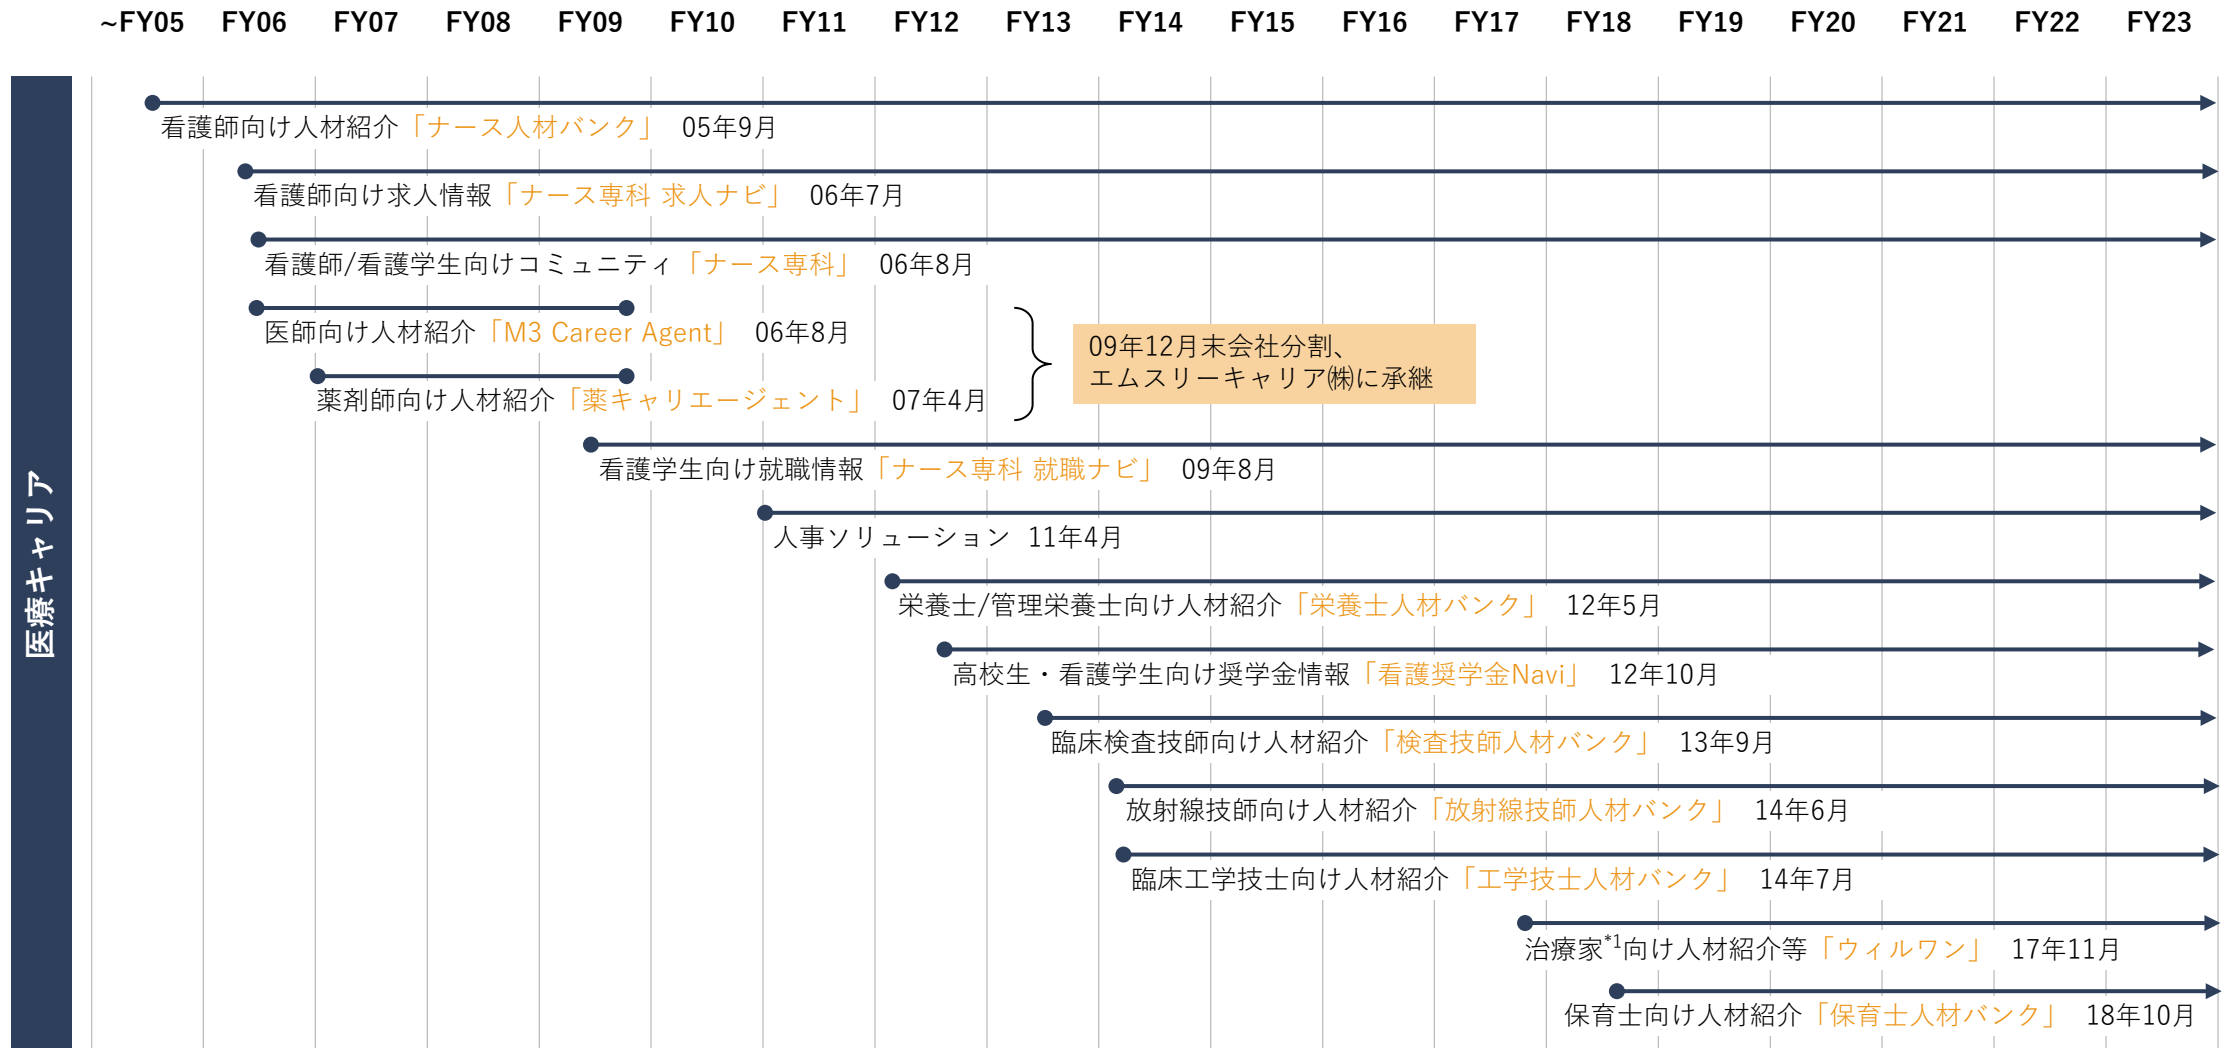 ~FY05 FY06 FY07 FY08 FY09 FY10 FY11 FY12 FY13 FY14 FY15 FY16 FY17 FY18 FY19 FY20 FY21 FY22 FY23
医療キャリア
看護師向け人材紹介「ナース人材バンク」 05年9月
看護師向け求人情報「ナース専科 求人ナビ」 06年7月
看護師/看護学生向けコミュニティ「ナース専科」 06年8月
医師向け人材紹介「M3 Career Agent」 06年8月
薬剤師向け人材紹介「薬キャリエージェント」 07年4月
09年12月末会社分割、
エムスリーキャリア㈱に承継
看護学生向け就職情報「ナース専科 就職ナビ」 09年8月
人事ソリューション 11年4月
栄養士/管理栄養士向け人材紹介「栄養士人材バンク」 12年5月
高校生・看護学生向け奨学金情報「看護奨学金Navi」 12年10月
臨床検査技師向け人材紹介「検査技師人材バンク」 13年9月
放射線技師向け人材紹介「放射線技師人材バンク」 14年6月
臨床工学技士向け人材紹介「工学技士人材バンク」 14年7月
治療家*1向け人材紹介等「ウィルワン」 17年11月
保育士向け人材紹介「保育士人材バンク」 18年10月